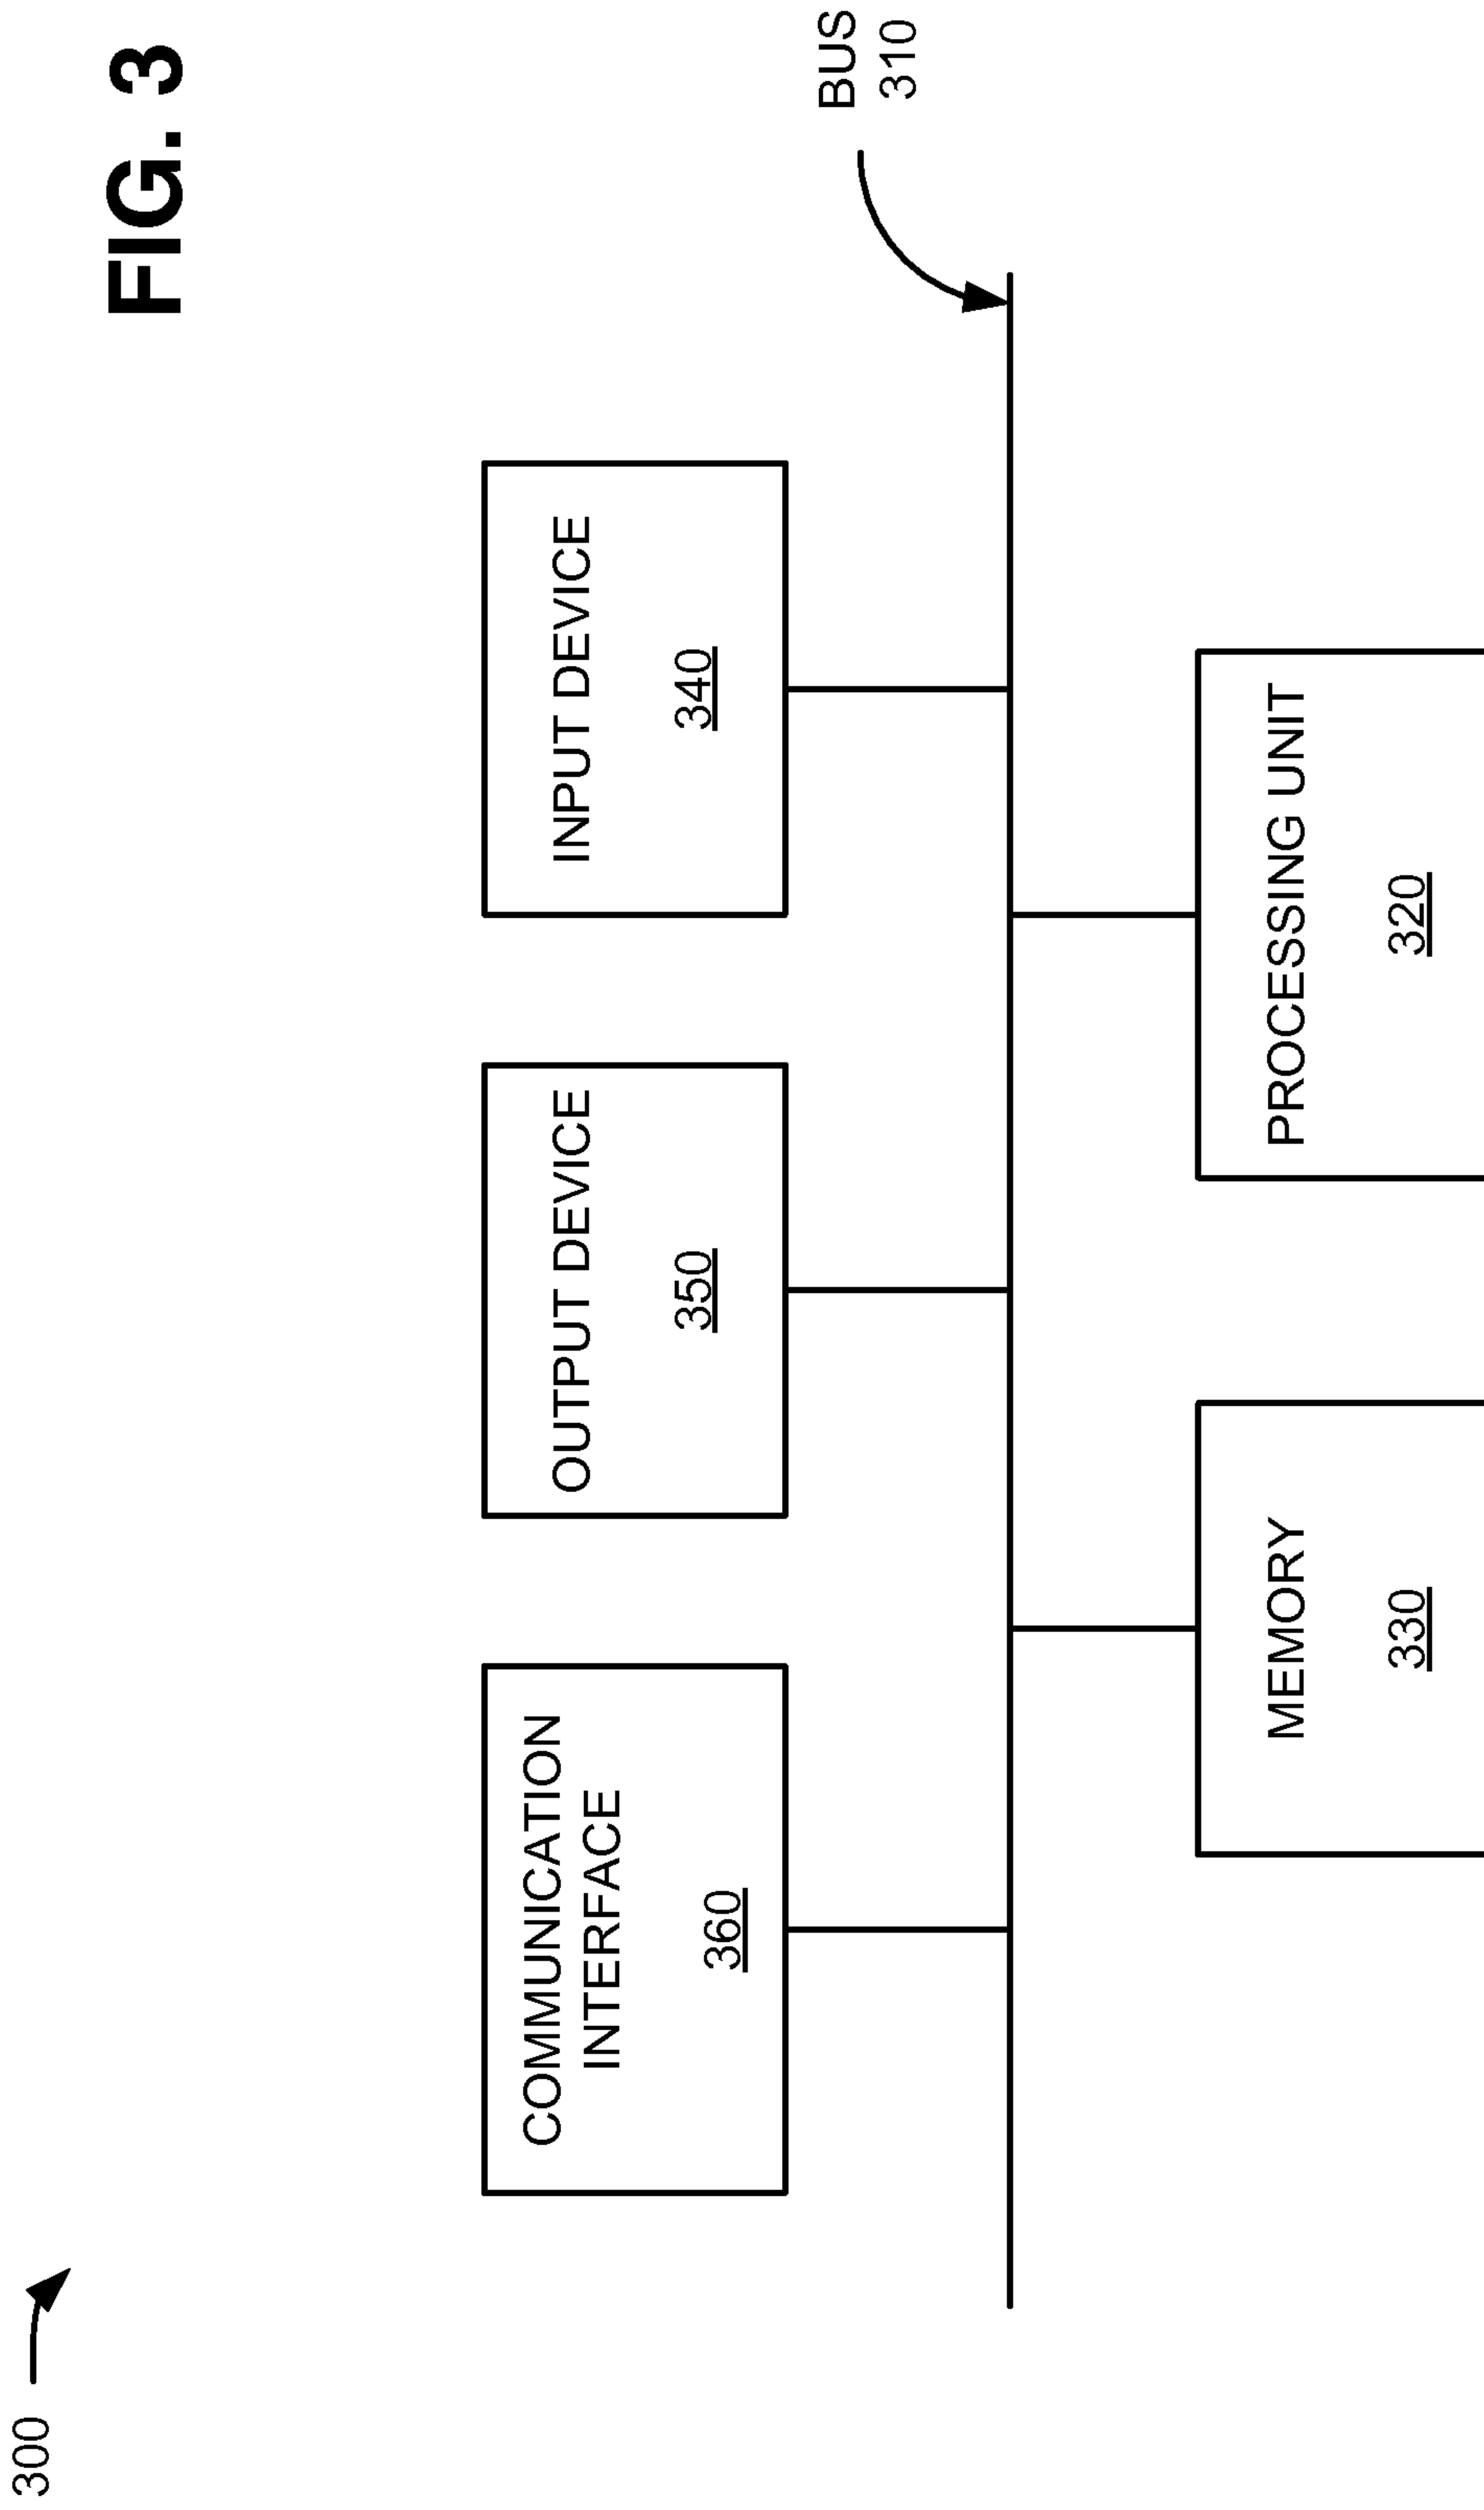 300
COMMUNICATION
INTERFACE
360
OUTPUT DEVICE
350
INPUT DEVICE
340
FIG. 3
BUS
310
MEMORY
330
PROCESSING UNIT
320